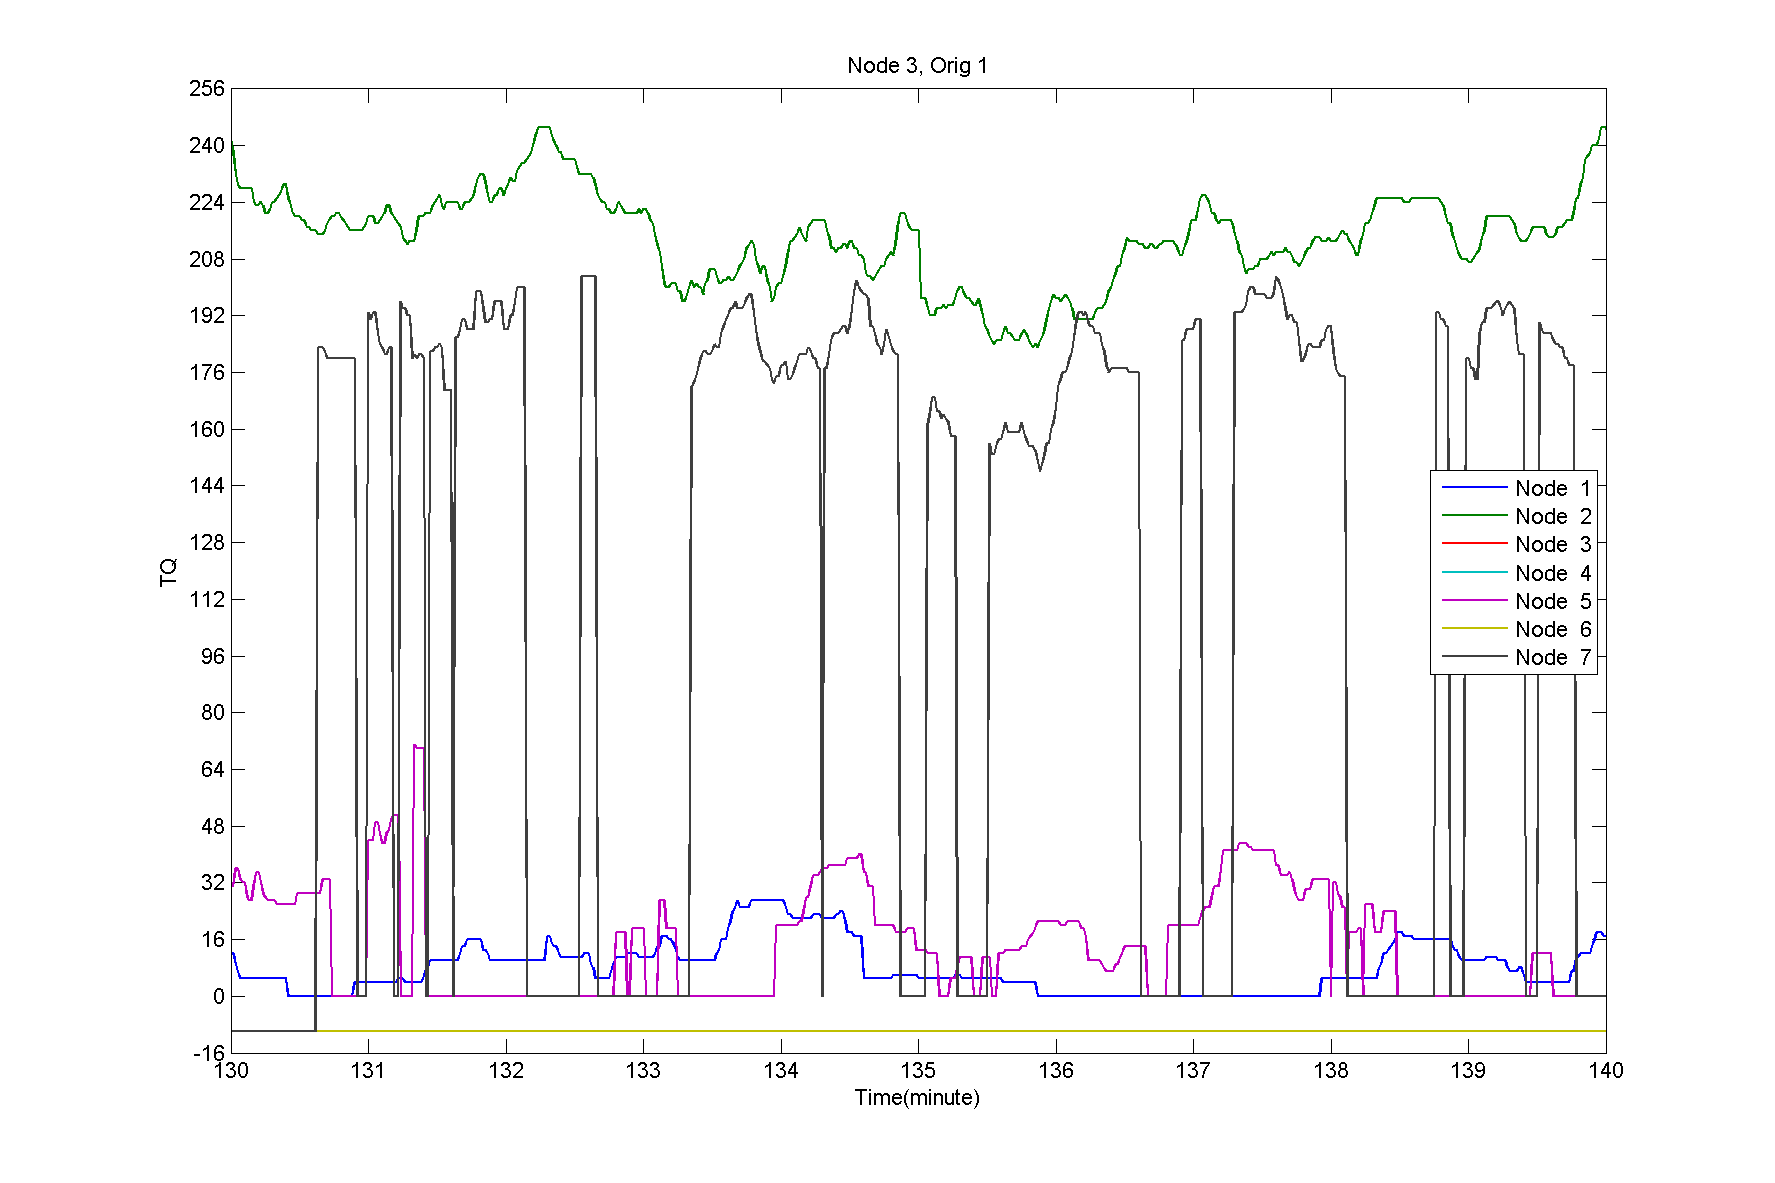 Node 3, Orig 1
256
240
224
208
192
176
160
144
128
112
96
80
64
48
32
16
0
-16
TQ
Node 1
Node 2
Node 3
Node 4
Node 5
Node 6
Node 7
130 131 132 133 134 135 136 137 138 139 140
Time(minute)